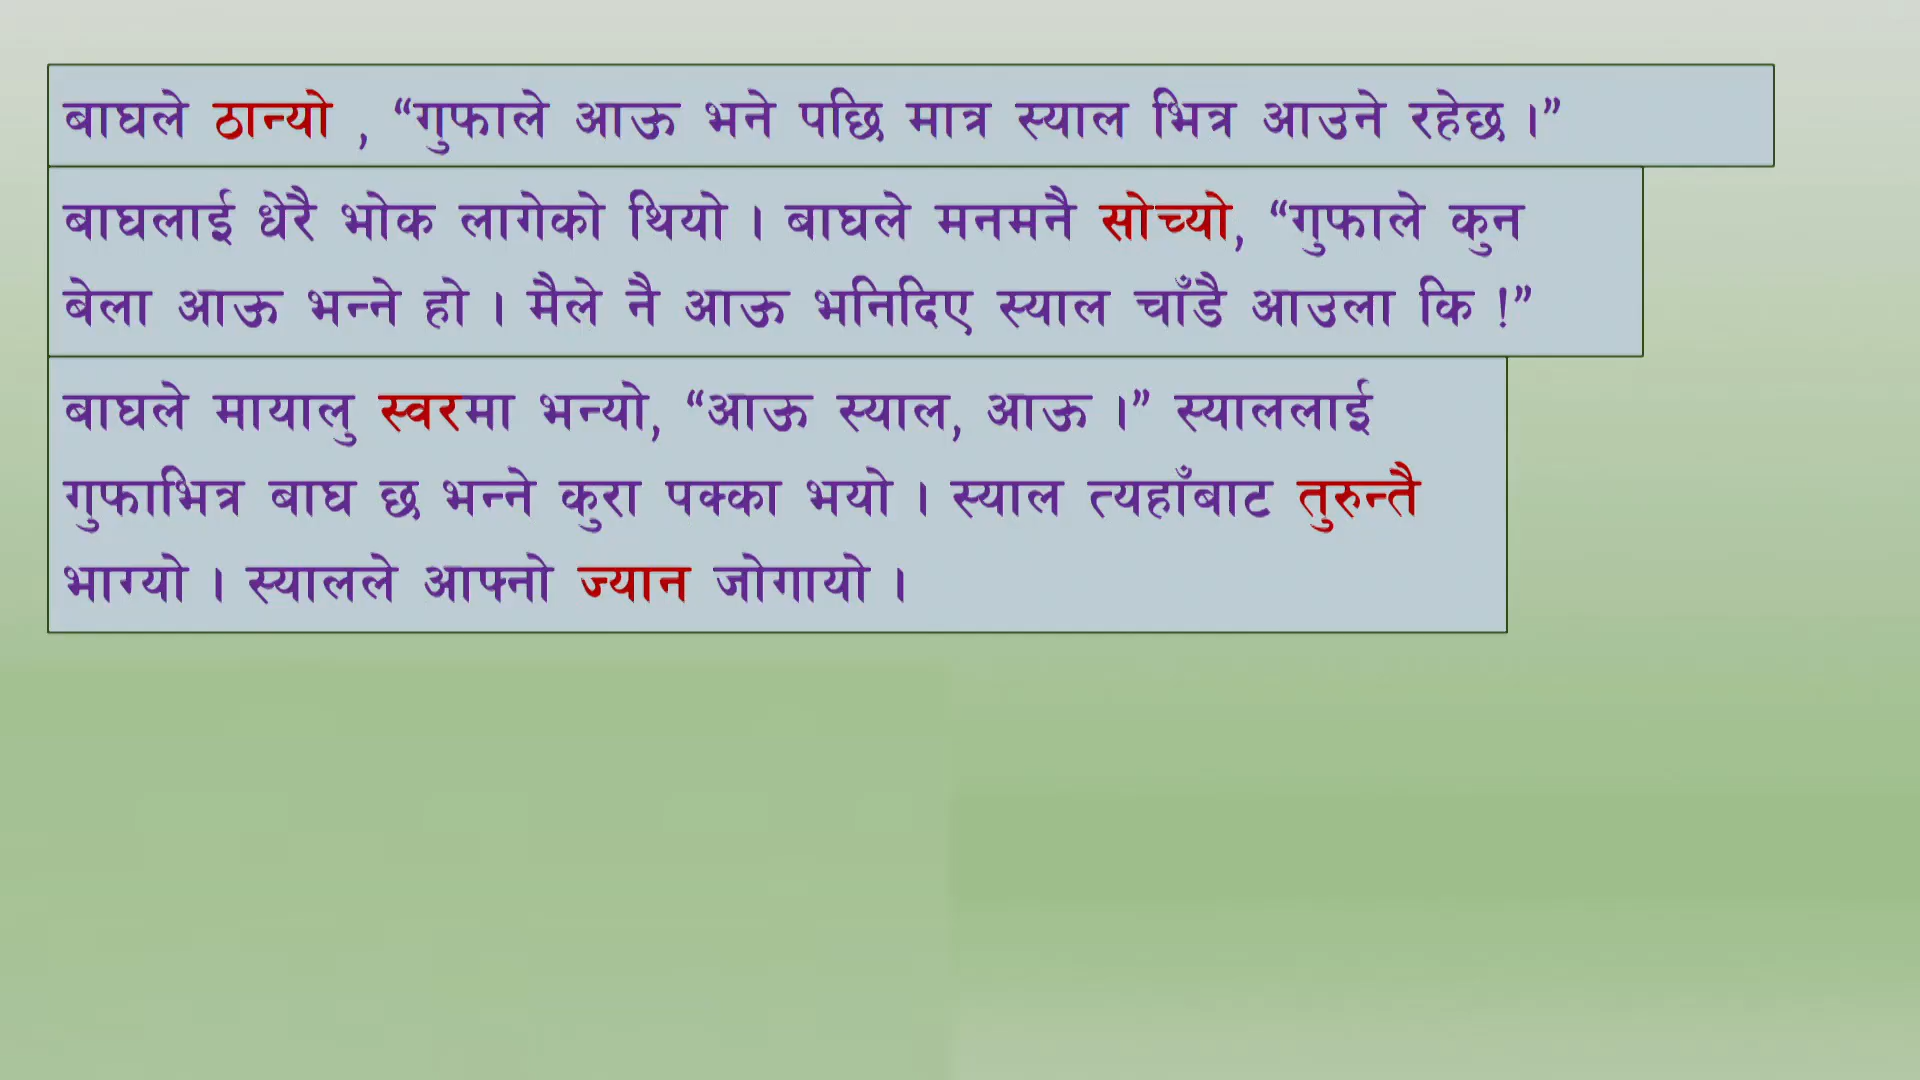 बाघले ठान्यो , “गुफाले आऊ भने पछि मात्र स्याल भित्र आउने रहेछ ।”
बाघलाई धेरै भोक लागेको थियो । बाघले मनमनै सोच्यो, “गुफाले कुन
बेला आऊ भन्ने हो । मैले नै आऊ भनिदिए स्याल चाँडै आउला कि !”
बाघले मायालु स्वरमा भन्यो, “आऊ स्याल, आऊ ।” स्याललाई
गुफाभित्र बाघ छ भन्ने कुरा पक्का भयो । स्याल त्यहाँबाट तुरुन्तै
भाग्यो । स्यालले आफ्नो ज्यान जोगायो ।